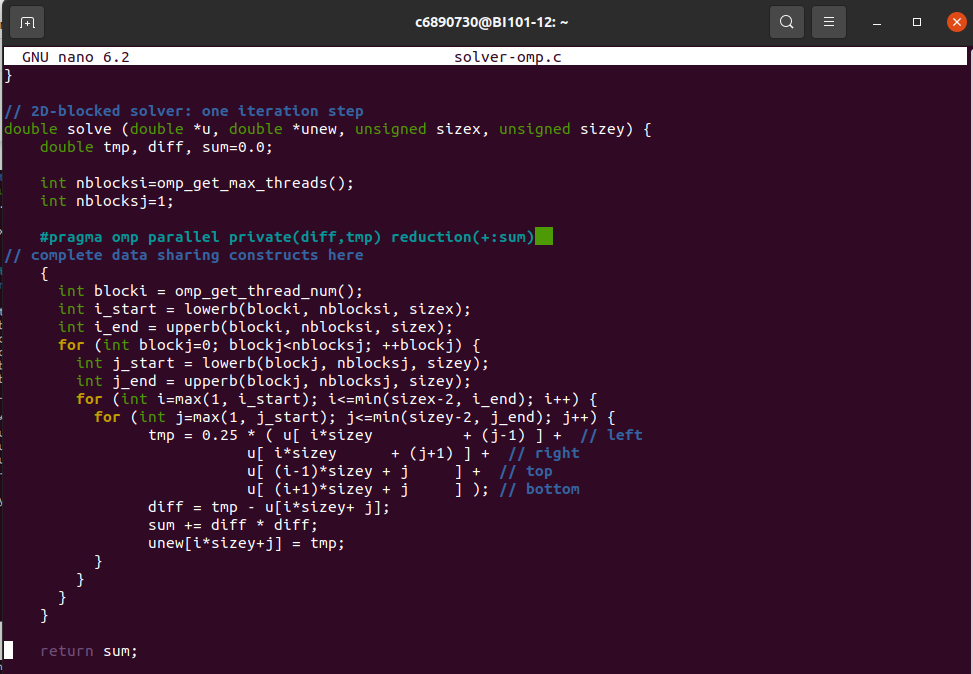 c6890730@BI101-12: ~
GNU nano 6.2 solver-omp.c
}
// 2D-blocked solver: one iteration step
double solve (double *u, double *unew, unsigned sizex, unsigned sizey) {
    double tmp, diff, sum=0.0;
    int nblocksi=omp_get_max_threads();
    int nblocksj=1;
    #pragma omp parallel private(diff,tmp) reduction(+:sum)
// complete data sharing constructs here
    {
      int blocki = omp_get_thread_num();
      int i_start = lowerb(blocki, nblocksi, sizex);
      int i_end = upperb(blocki, nblocksi, sizex);
      for (int blockj=0; blockj<nblocksj; ++blockj) {
        int j_start = lowerb(blockj, nblocksj, sizey);
        int j_end = upperb(blockj, nblocksj, sizey);
        for (int i=max(1, i_start); i<=min(sizex-2, i_end); i++) {
          for (int j=max(1, j_start); j<=min(sizey-2, j_end); j++) {
                tmp = 0.25 * ( u[ i*sizey          + (j-1) ] +  // left
                           u[ i*sizey      + (j+1) ] +  // right
                           u[ (i-1)*sizey + j     ] +  // top
                           u[ (i+1)*sizey + j     ] ); // bottom
                diff = tmp - u[i*sizey+ j];
                sum += diff * diff;
                unew[i*sizey+j] = tmp;
          }
        }
      }
    }
    return sum;